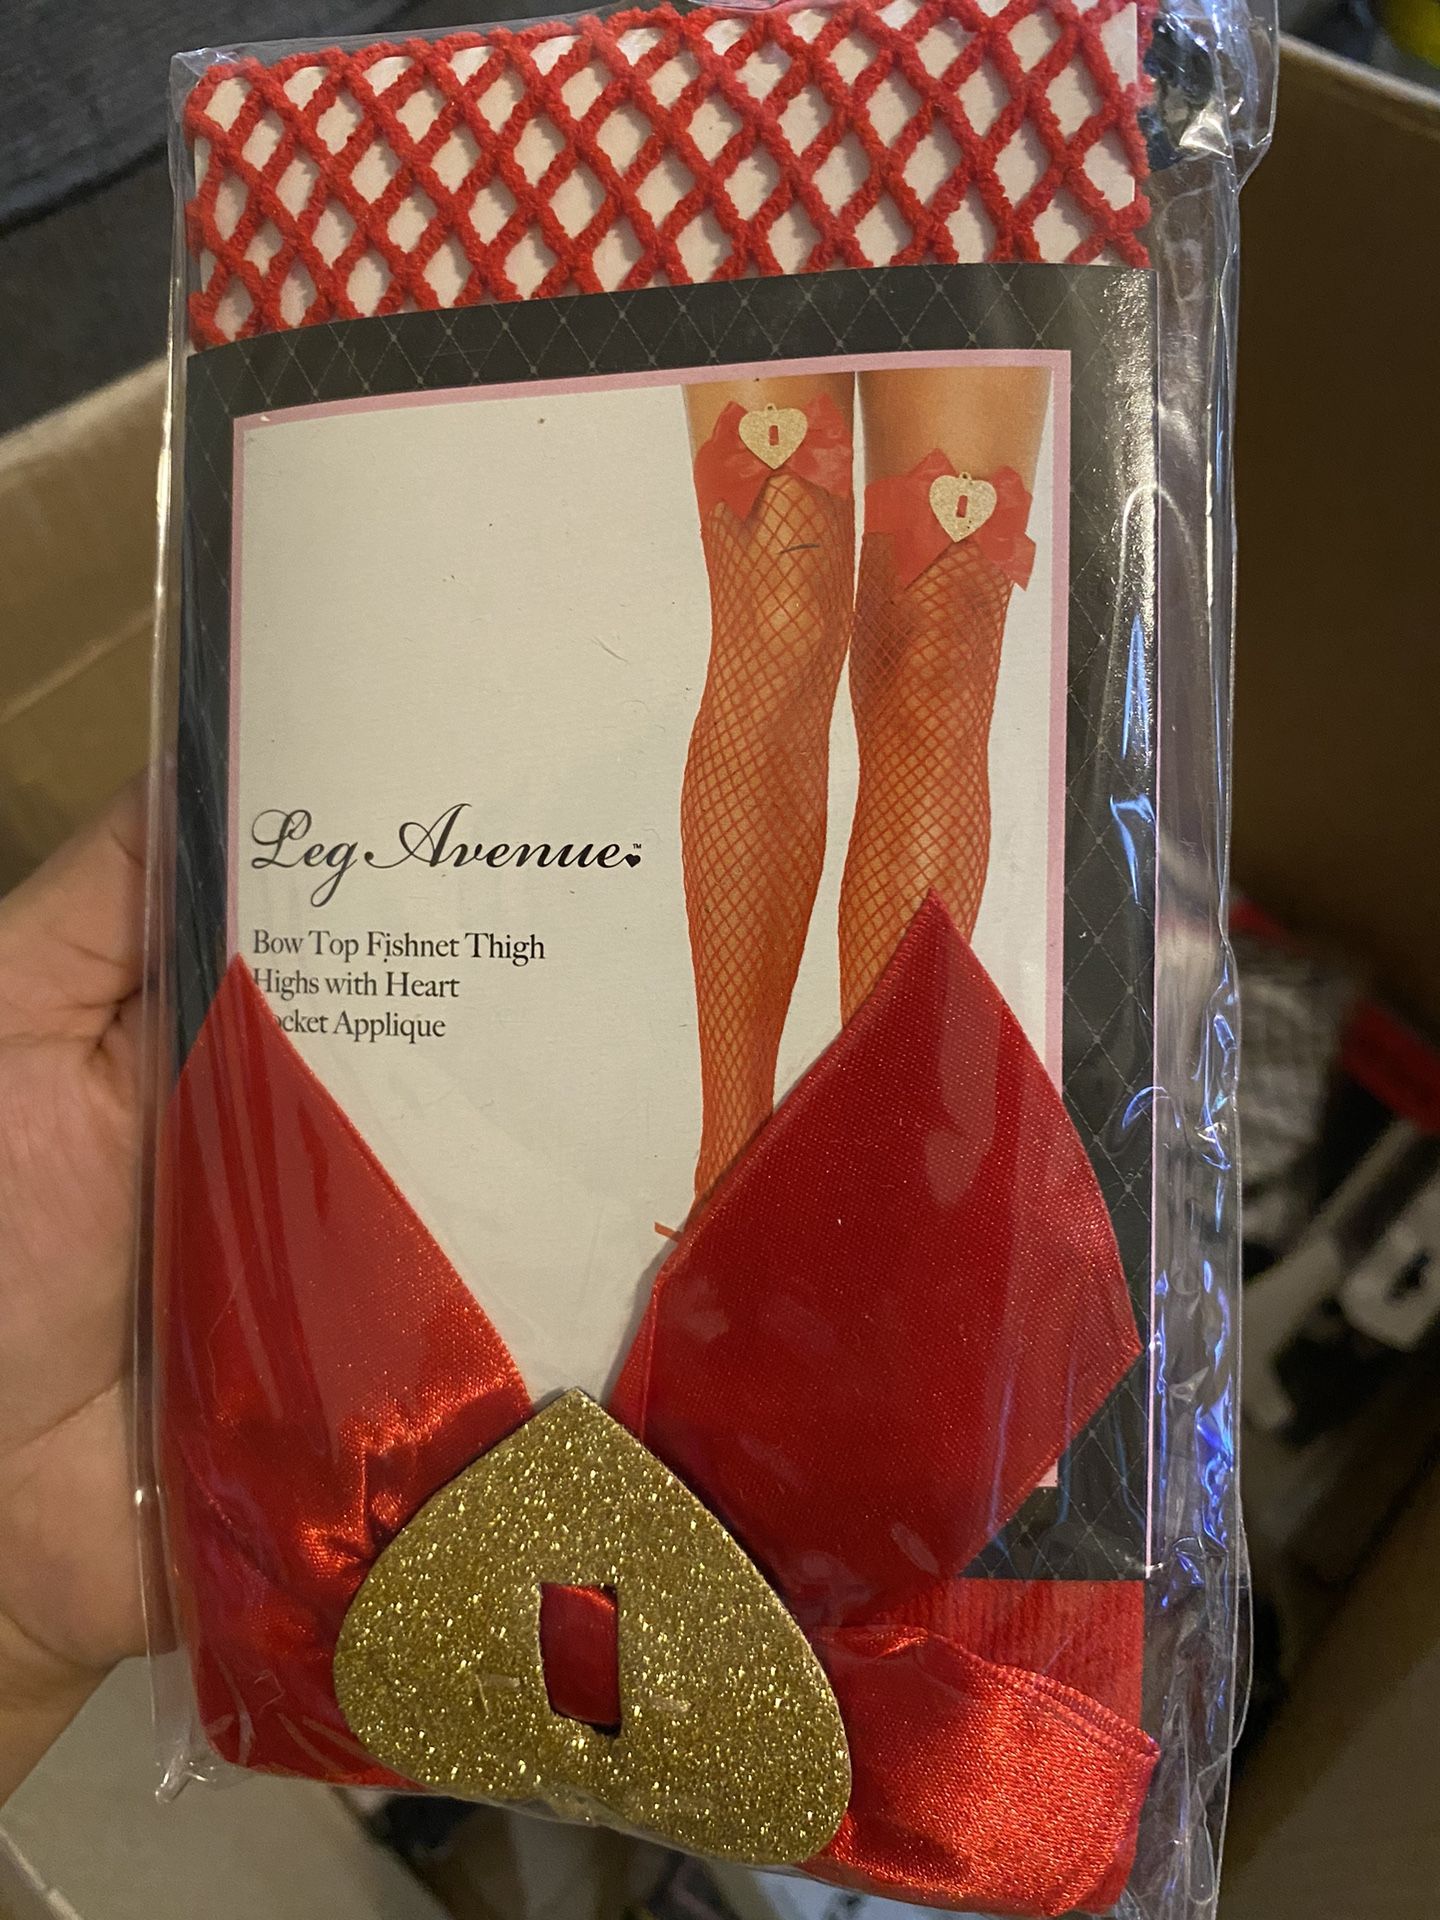 Leg Avenue™
Bow Top Fishnet Thigh
Highs with Heart
Applique